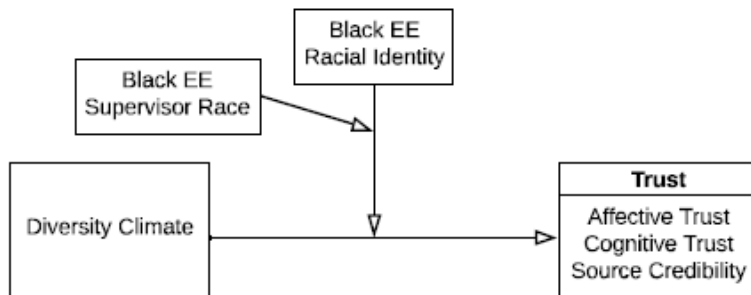 Black EE
Racial Identity
Black EE
Supervisor Race
Diversity Climate
Trust
Affective Trust
Cognitive Trust
Source Credibility